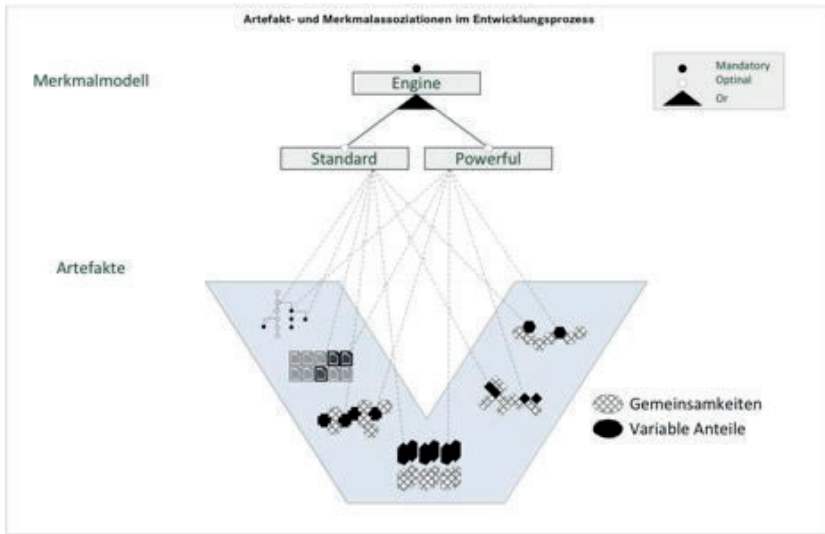 Artefakt- und Merkmalassoziationen im Entwicklungsprozess
Merkmalmodell
Engine
Mandatory
Optinal
Or
Standard
Powerful
Artefakte
Gemeinsamkeiten
Variable Anteile